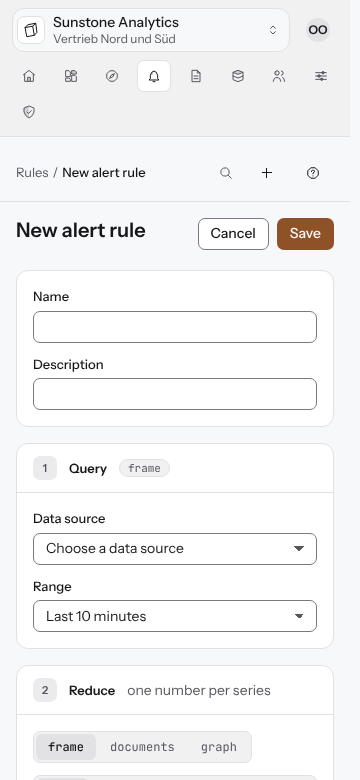 Sunstone Analytics
Vertrieb Nord und Süd
OO
Rules / New alert rule
New alert rule
Cancel
Save
Name
Description
1 Query frame
Data source
Choose a data source
Range
Last 10 minutes
2 Reduce one number per series
frame documents graph